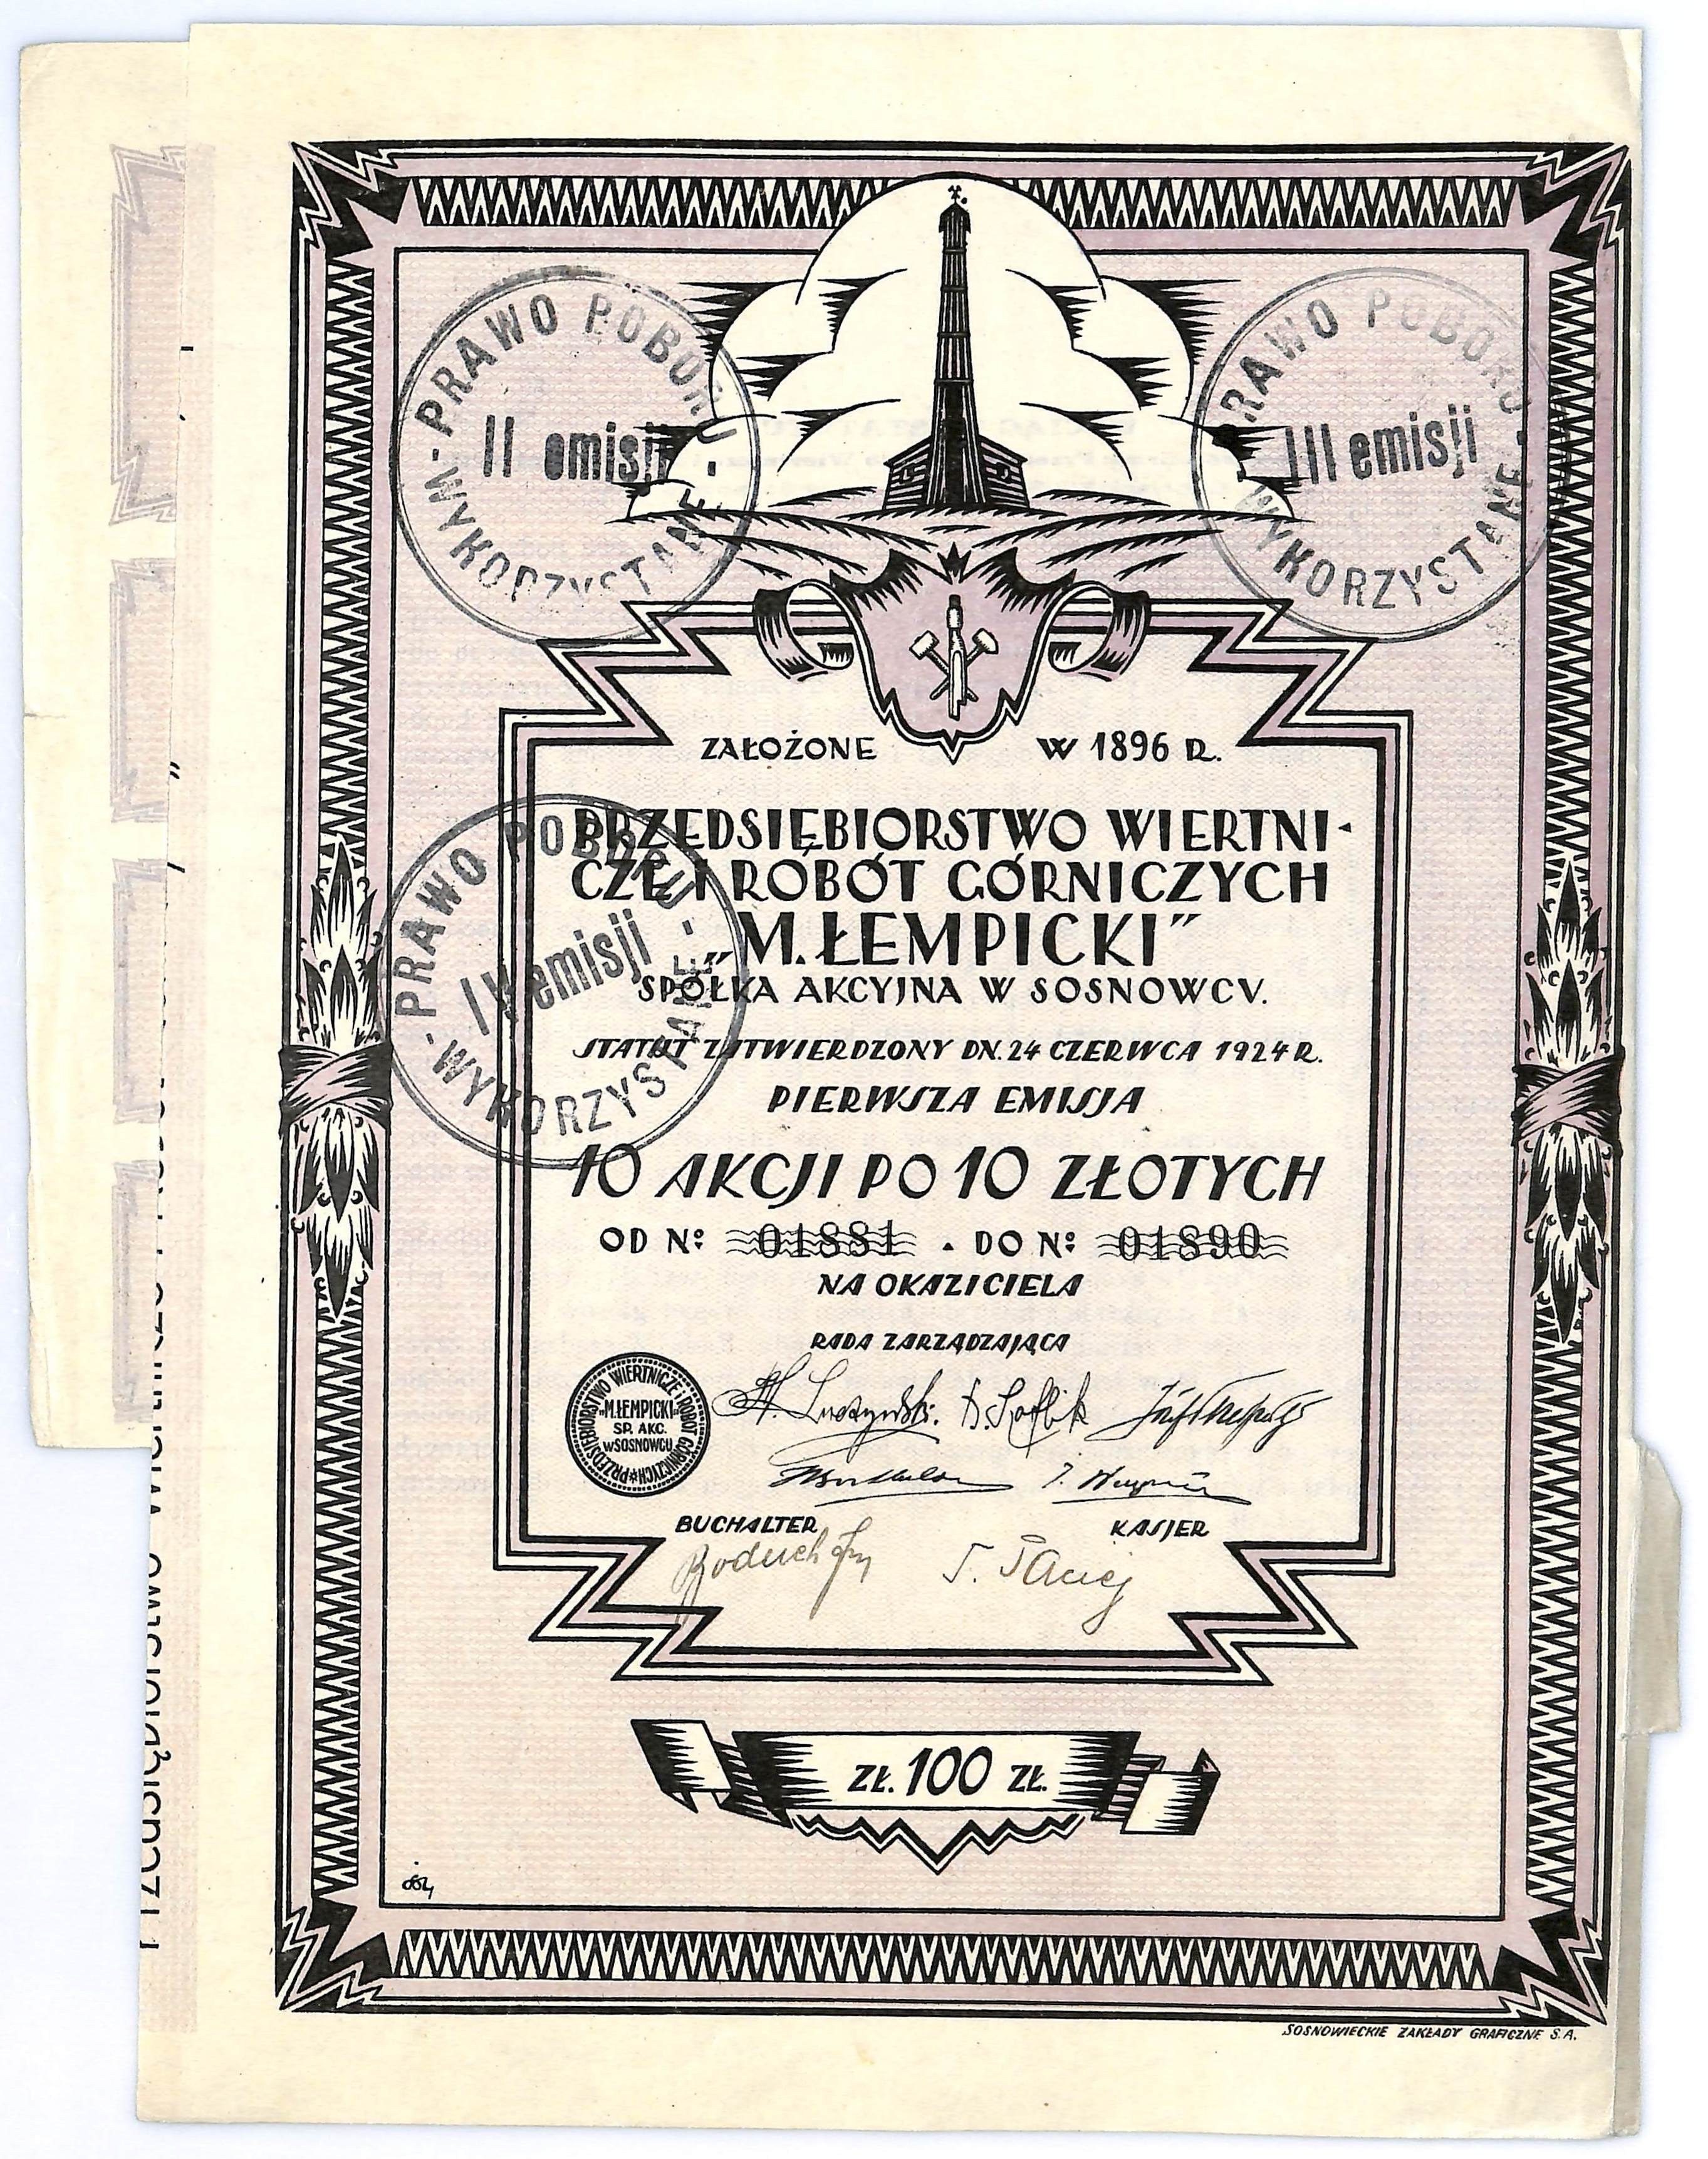 PRAWO POBORU
II emisji
WYKORZYSTANE
PRAWO POBORU
III emisji
WYKORZYSTANE
ZAŁOŻONE W 1896 R.
PRZEDSIĘBIORSTWO WIERTNI-
CZE I ROBÓT GÓRNICZYCH
„M. ŁEMPICKI”
SPÓŁKA AKCYJNA W SOSNOWCU.
PRAWO POBORU
IV emisji
WYKORZYSTANE
STATUT ZATWIERDZONY DN. 24 CZERWCA 1924 R.
PIERWSZA EMISJA
10 AKCJI PO 10 ZŁOTYCH
OD Nº 01881 - DO Nº 01890
NA OKAZICIELA
RADA ZARZĄDZAJĄCA
PRZEDSIĘBIORSTWO WIERTNICZE I ROBÓT GÓRNICZYCH
„M. ŁEMPICKI”
SP. AKC.
w SOSNOWCU
BUCHALTER KASJER
ZŁ. 100 ZŁ.
SOSNOWIECKIE ZAKŁADY GRAFICZNE S. A.